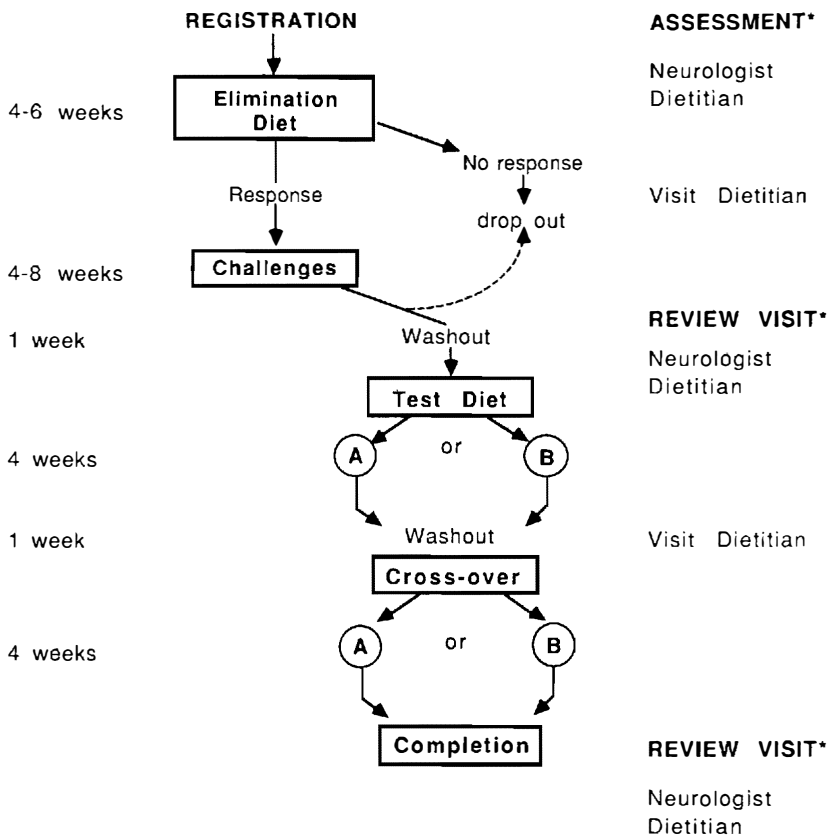 REGISTRATION
ASSESSMENT*
Neurologist
Dietitian
4-6 weeks
Elimination
Diet
No response
Response
Visit Dietitian
drop out
4-8 weeks
Challenges
REVIEW VISIT*
1 week
Washout
Neurologist
Dietitian
Test Diet
or
A
B
4 weeks
1 week
Washout
Visit Dietitian
Cross-over
or
A
B
4 weeks
Completion
REVIEW VISIT*
Neurologist
Dietitian